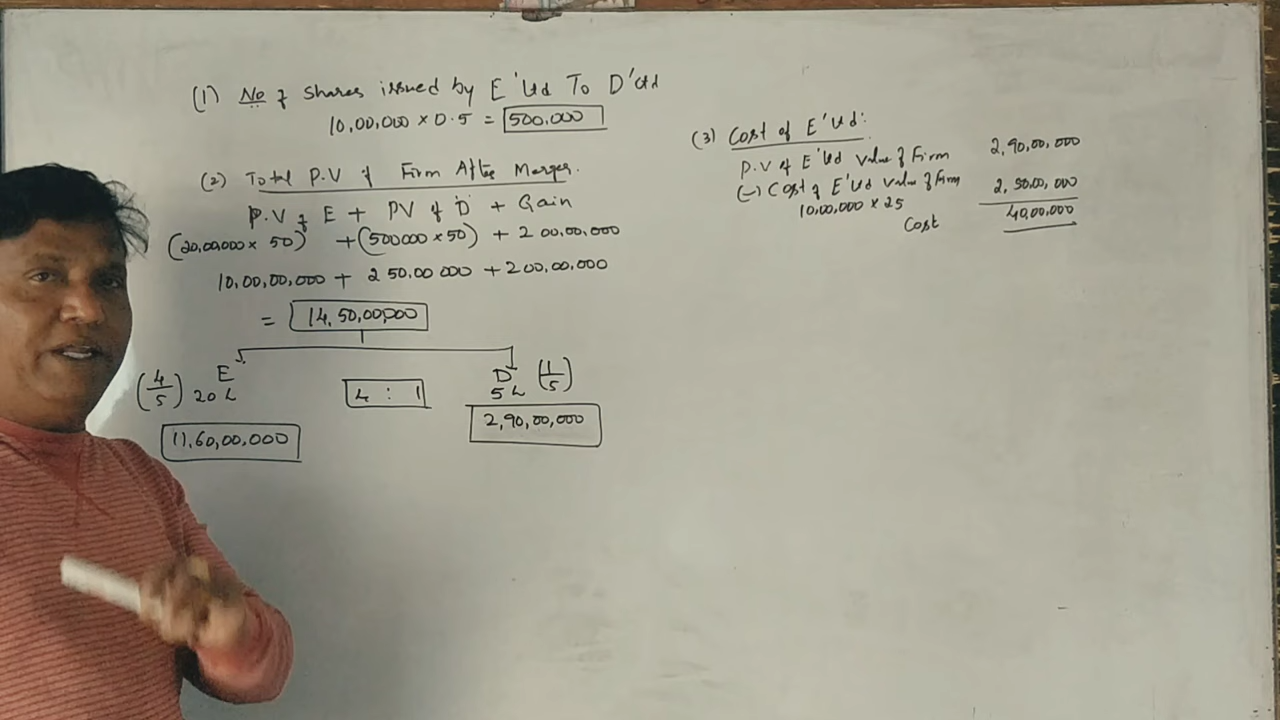 (1) No of Shares issued by E'Ltd To D'Ltd
10,00,000 × 0.5 = 500,000
(2) Total P.V of Firm After Merger.
P.V of E + PV of D + Gain
(20,00,000 × 50) + (500000 × 50) + 2 00,00,000
10,00,00,000 + 2 50,00 000 + 200,00,000
= 14,50,00,000
(4/5) E 20 L
4 : 1
D 5 L (1/5)
11,60,00,000
2,90,00,000
(3) Cost of E'Ltd:
P.V of E'Ltd Value of Firm 2,90,00,000
(-) Cost of E'Ltd Value of Firm 2,50,00,000
10,00,000 × 25
Cost 40,00,000